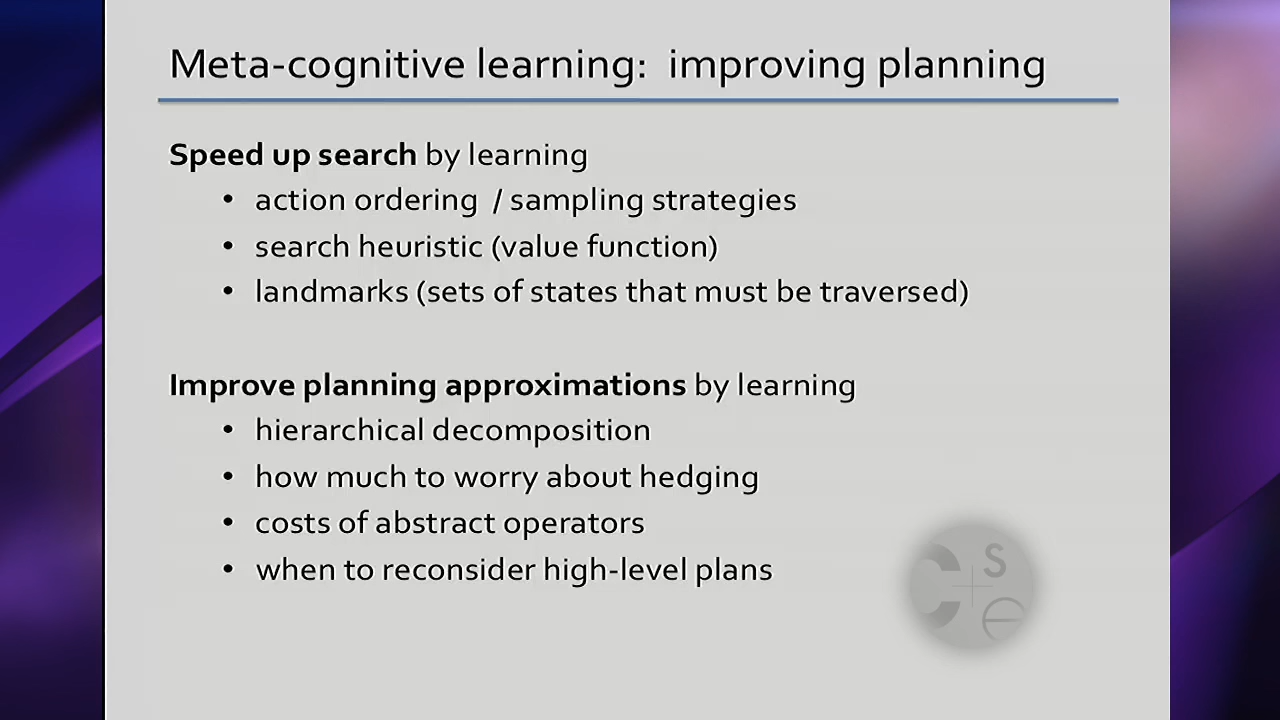 Meta-cognitive learning: improving planning
Speed up search by learning
• action ordering / sampling strategies
• search heuristic (value function)
• landmarks (sets of states that must be traversed)
Improve planning approximations by learning
• hierarchical decomposition
• how much to worry about hedging
• costs of abstract operators
• when to reconsider high-level plans
C s
e